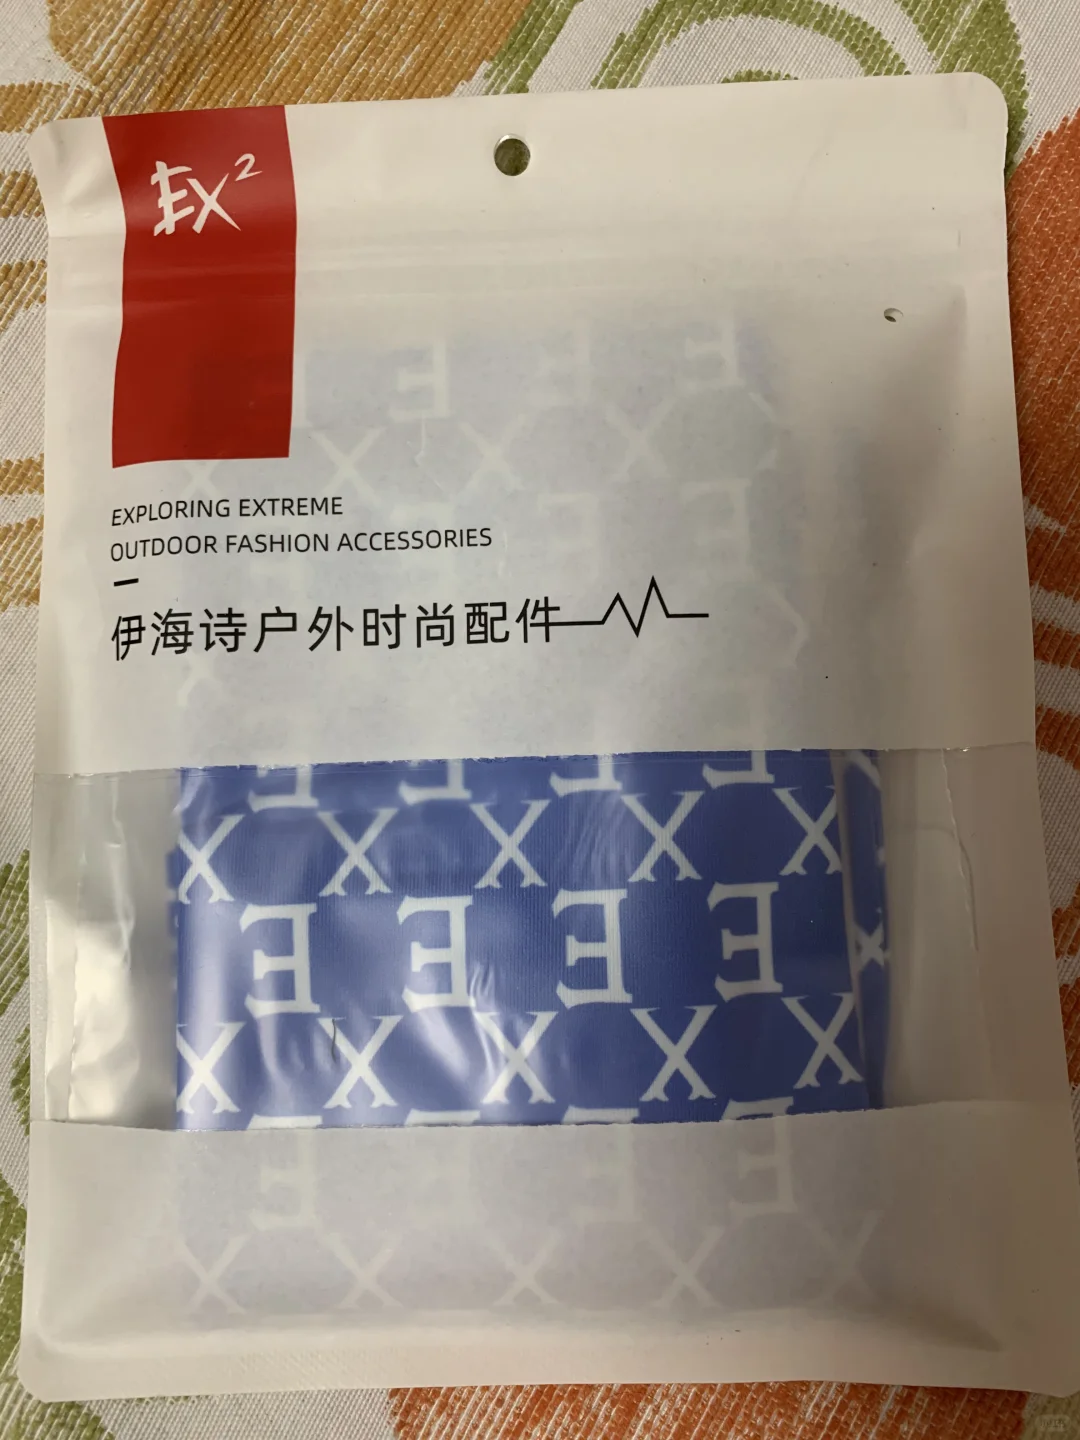 EX²
EXPLORING EXTREME
OUTDOOR FASHION ACCESSORIES
伊海诗户外时尚配件
E E E
X X X
E E E
E E E E
X X X X X
E E E E
X X X X X
E E E E
X X X X X